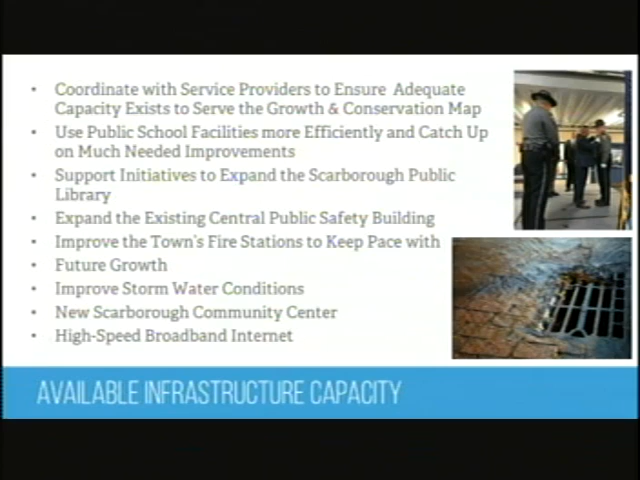 • Coordinate with Service Providers to Ensure Adequate
Capacity Exists to Serve the Growth & Conservation Map
• Use Public School Facilities more Efficiently and Catch Up
on Much Needed Improvements
• Support Initiatives to Expand the Scarborough Public
Library
• Expand the Existing Central Public Safety Building
• Improve the Town's Fire Stations to Keep Pace with
• Future Growth
• Improve Storm Water Conditions
• New Scarborough Community Center
• High-Speed Broadband Internet
AVAILABLE INFRASTRUCTURE CAPACITY